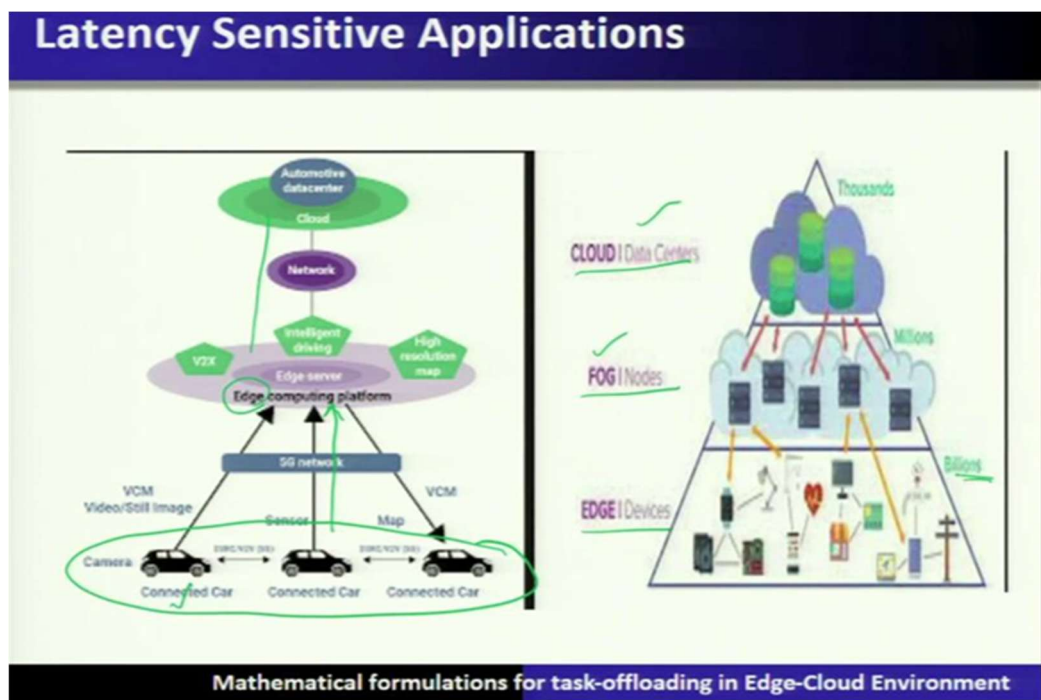 Latency Sensitive Applications
Automotive
datacenter
Cloud
Network
Intelligent
driving
V2X
High
resolution
map
Edge server
Edge computing platform
5G network
VCM
Video/Still Image
VCM
Sensor
Map
Camera
Connected Car
Connected Car
Connected Car
Thousands
CLOUD | Data Centers
Millions
FOG | Nodes
Billions
EDGE | Devices
Mathematical formulations for task-offloading in Edge-Cloud Environment